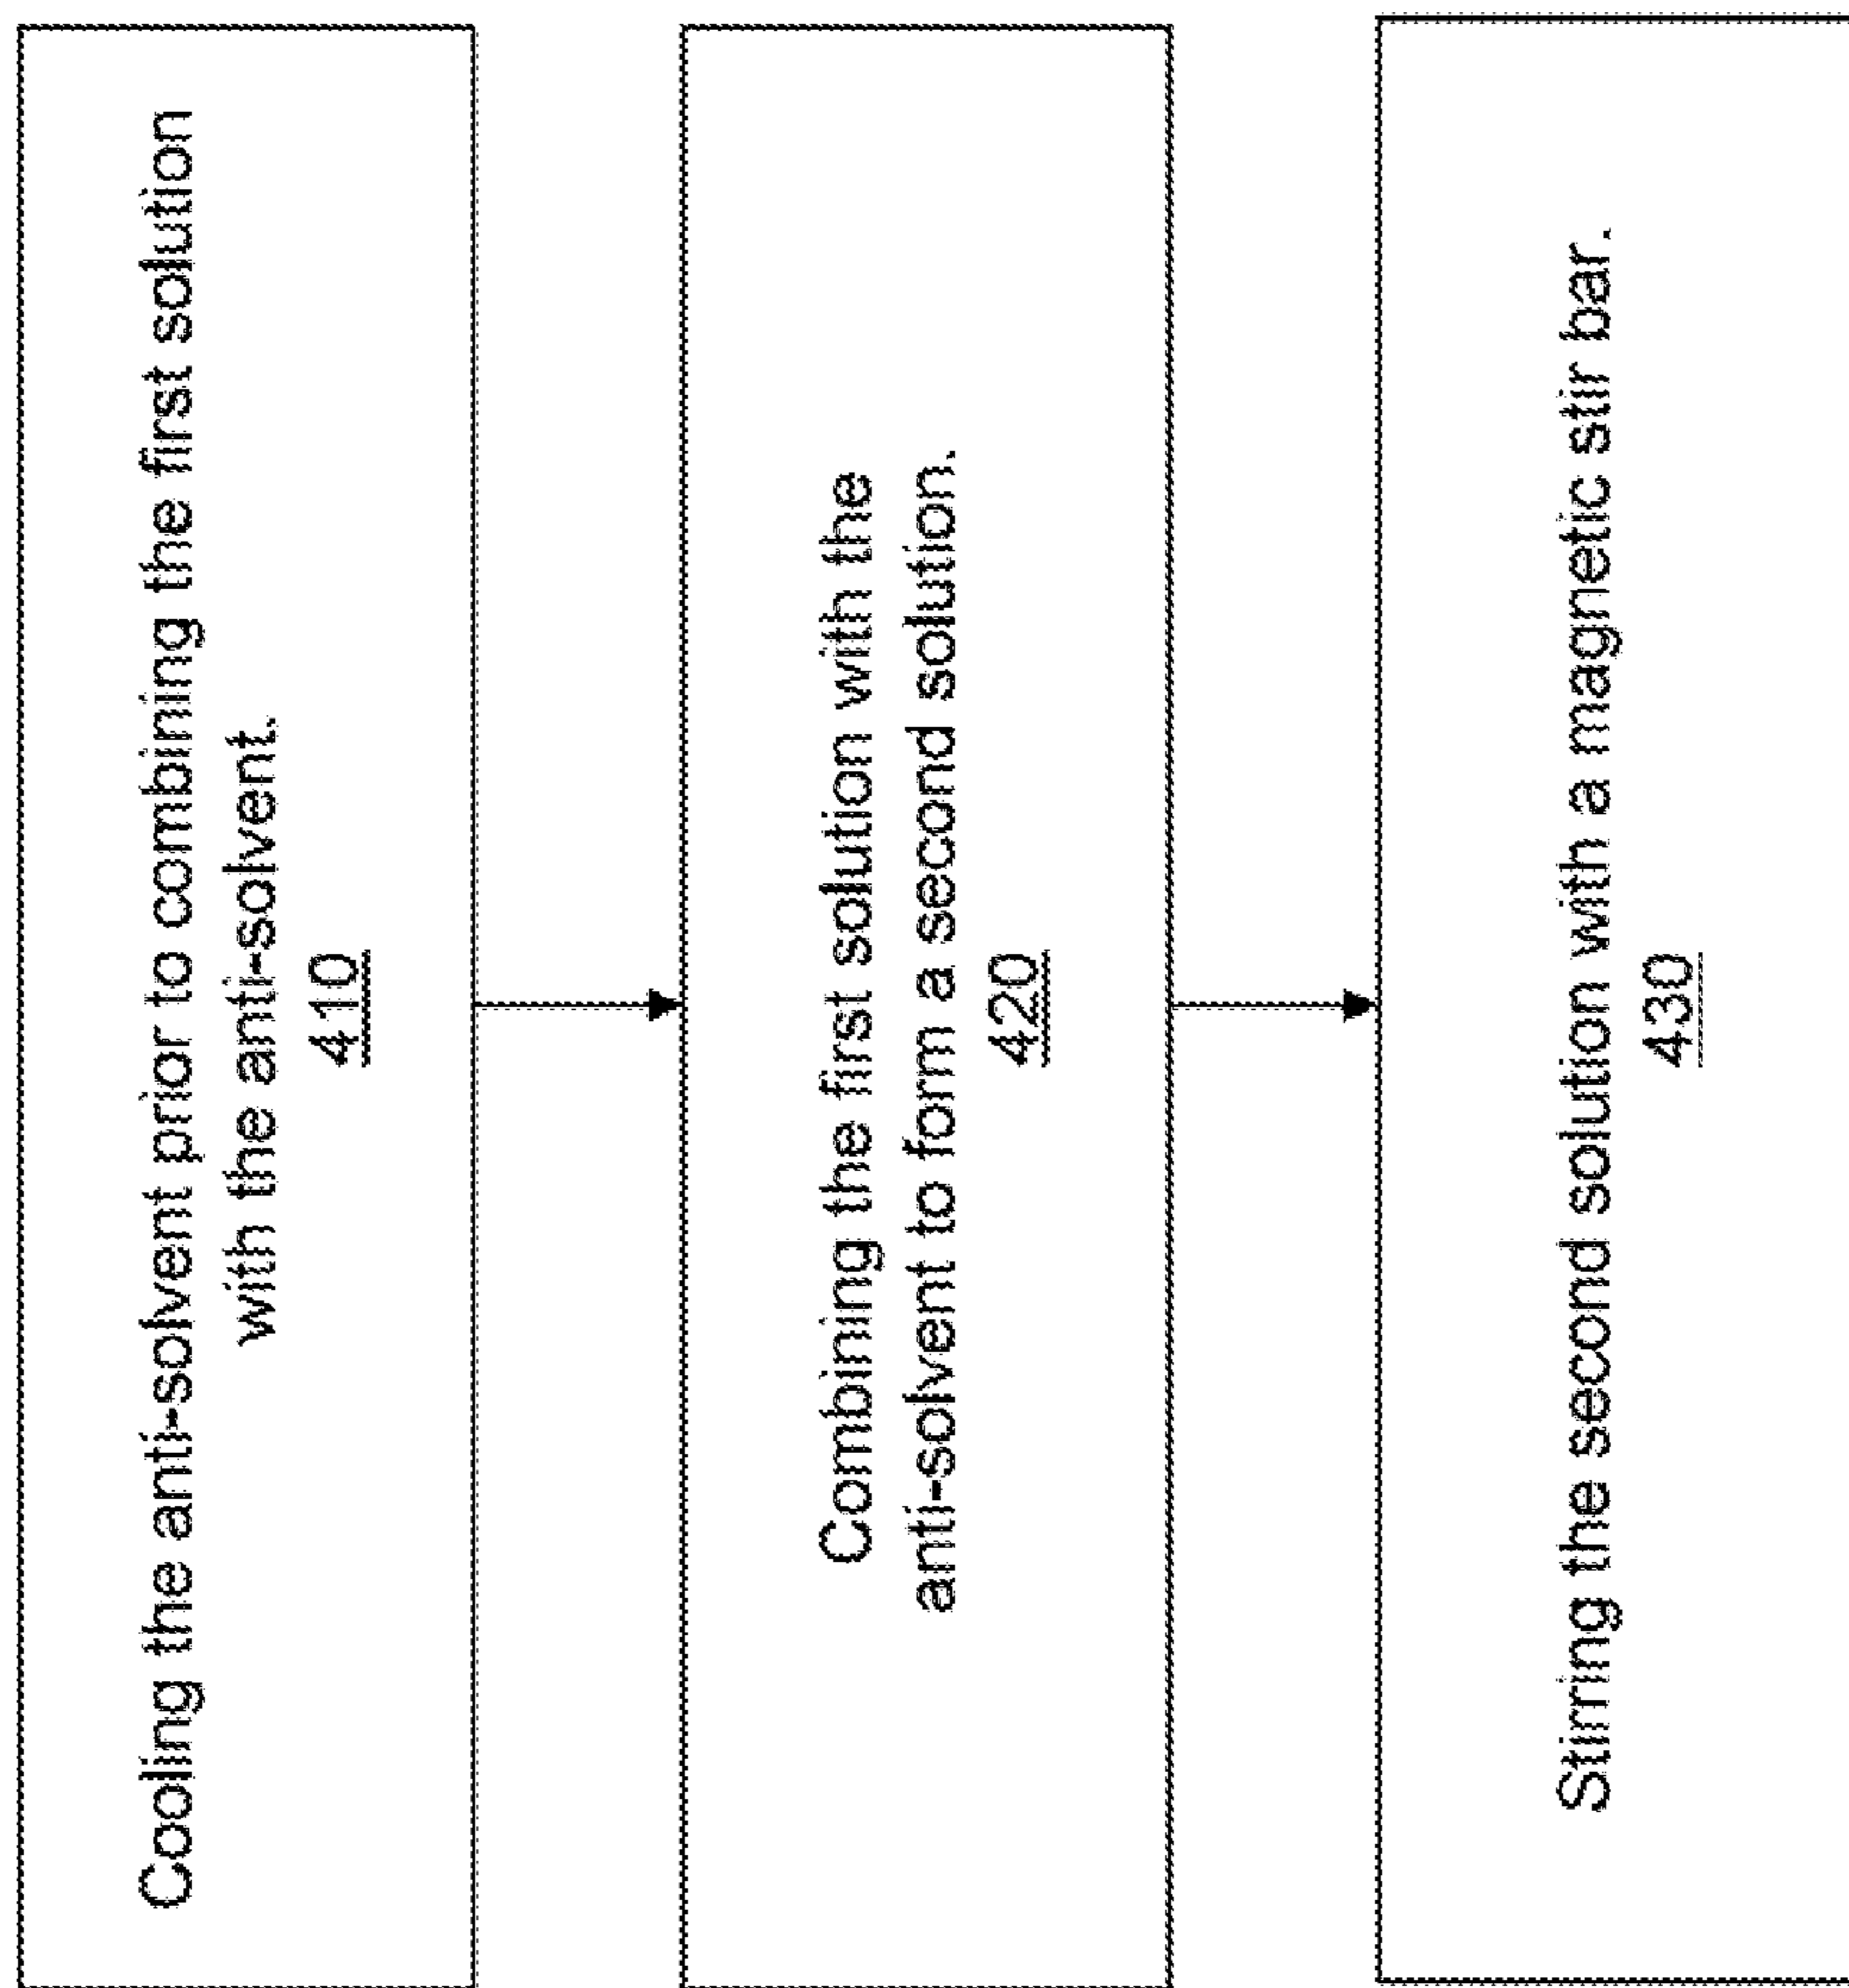 Cooling the anti-solvent prior to combining the first solution
with the anti-solvent.
410
Combining the first solution with the
anti-solvent to form a second solution.
420
Stirring the second solution with a magnetic stir bar.
430